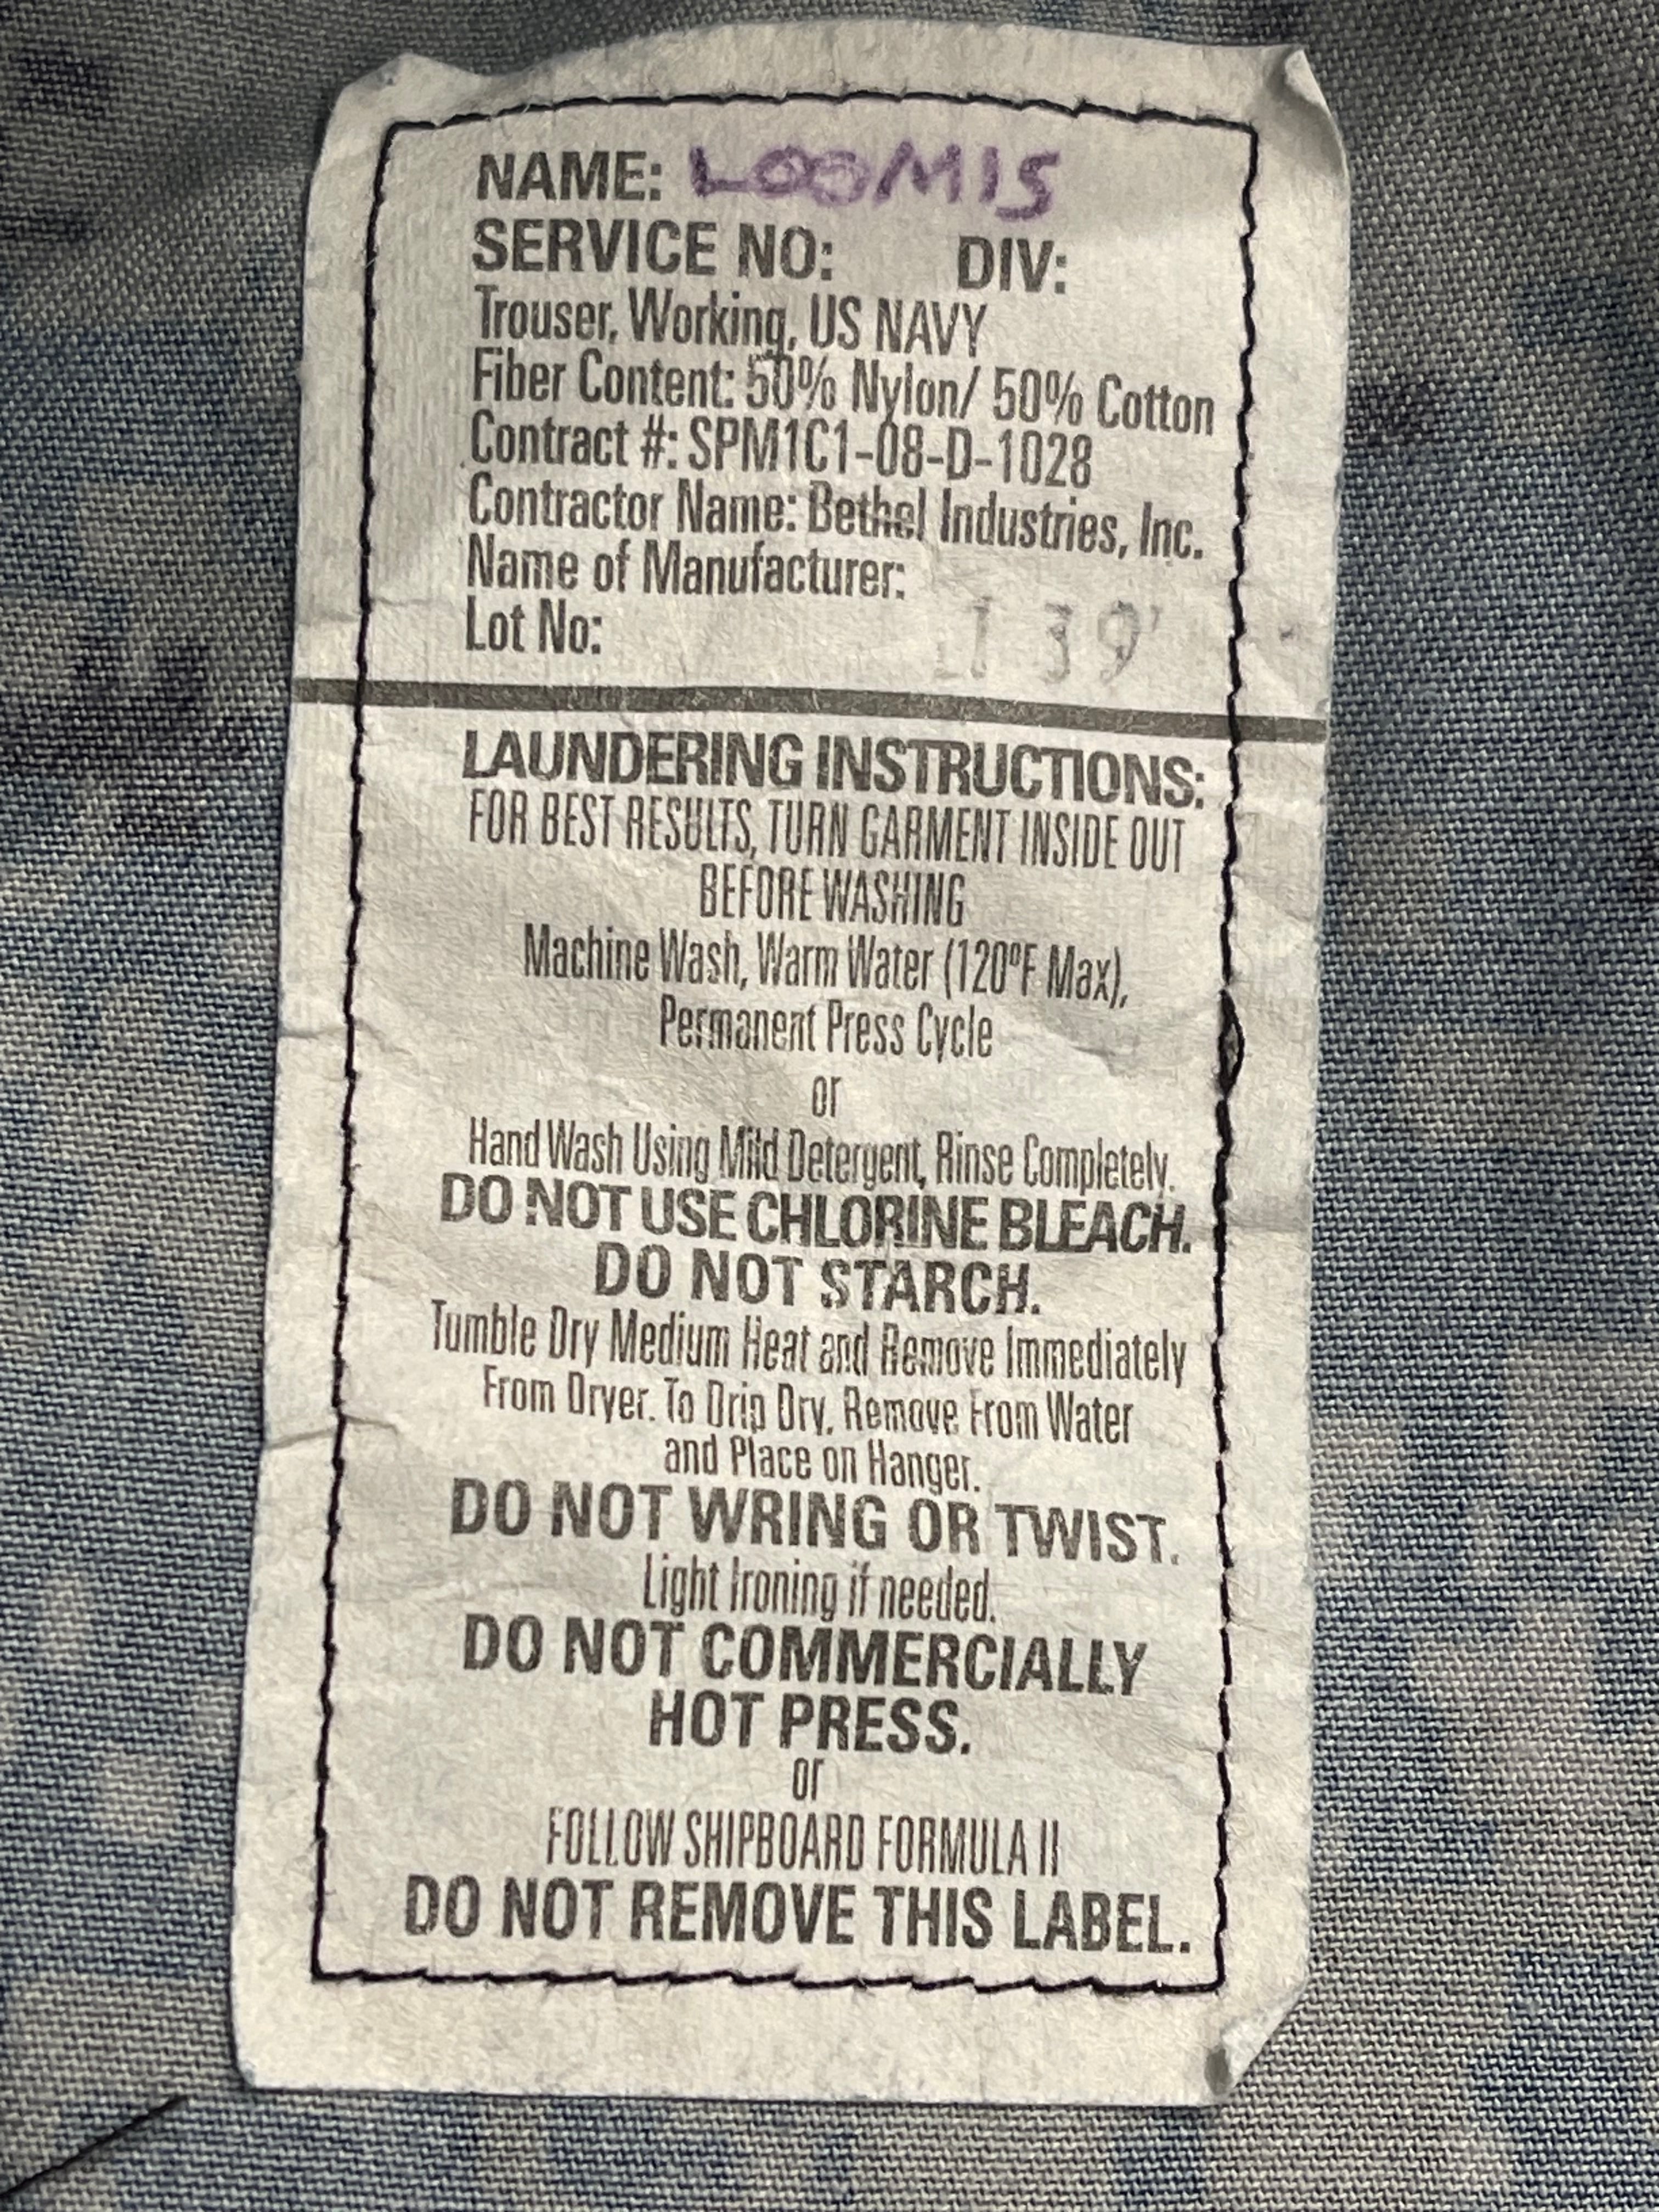 NAME: LOOMIS
SERVICE NO: DIV:
Trouser, Working, US NAVY
Fiber Content: 50% Nylon/ 50% Cotton
Contract #: SPM1C1-08-D-1028
Contractor Name: Bethel Industries, Inc.
Name of Manufacturer:
Lot No: 139
LAUNDERING INSTRUCTIONS:
FOR BEST RESULTS, TURN GARMENT INSIDE OUT
BEFORE WASHING
Machine Wash, Warm Water (120°F Max),
Permanent Press Cycle
or
Hand Wash Using Mild Detergent, Rinse Completely.
DO NOT USE CHLORINE BLEACH.
DO NOT STARCH.
Tumble Dry Medium Heat and Remove Immediately
From Dryer. To Drip Dry, Remove From Water
and Place on Hanger.
DO NOT WRING OR TWIST.
Light Ironing if needed.
DO NOT COMMERCIALLY
HOT PRESS.
or
FOLLOW SHIPBOARD FORMULA II
DO NOT REMOVE THIS LABEL.